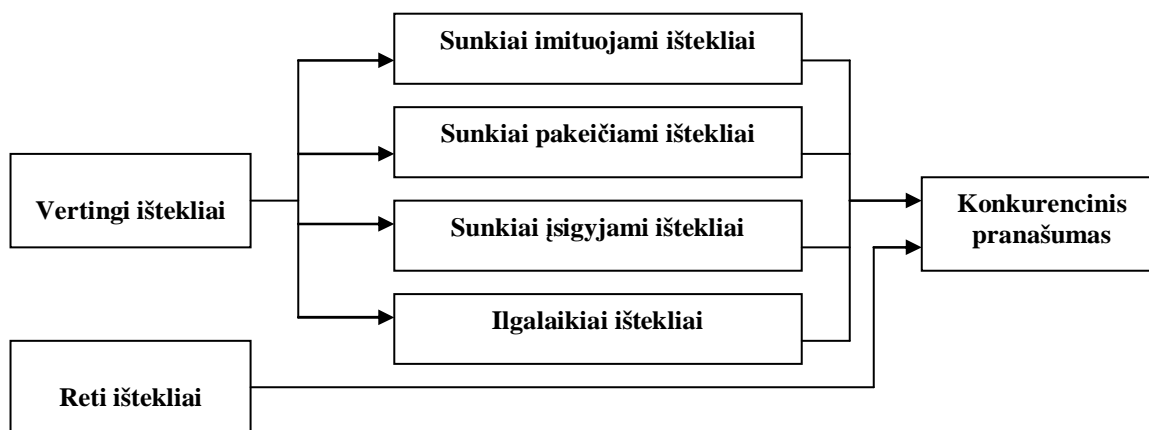 Sunkiai imituojami ištekliai
Sunkiai pakeičiami ištekliai
Vertingi ištekliai
Sunkiai įsigyjami ištekliai
Konkurencinis
pranašumas
Ilgalaikiai ištekliai
Reti ištekliai